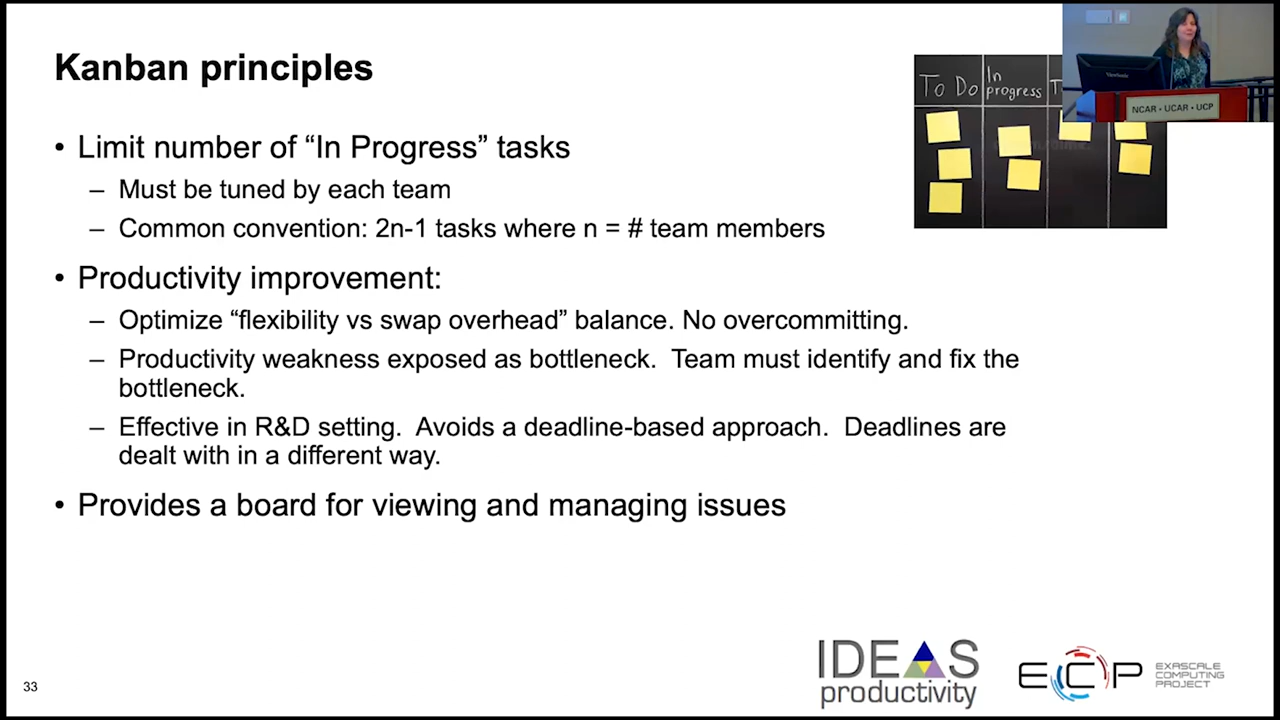 Kanban principles
• Limit number of “In Progress” tasks
– Must be tuned by each team
– Common convention: 2n-1 tasks where n = # team members
• Productivity improvement:
– Optimize “flexibility vs swap overhead” balance. No overcommitting.
– Productivity weakness exposed as bottleneck. Team must identify and fix the
bottleneck.
– Effective in R&D setting. Avoids a deadline-based approach. Deadlines are
dealt with in a different way.
• Provides a board for viewing and managing issues
To Do
In
progress
T
ViewSonic
NCAR • UCAR • UCP
33
IDEAS
productivity
ECP
EXASCALE
COMPUTING
PROJECT